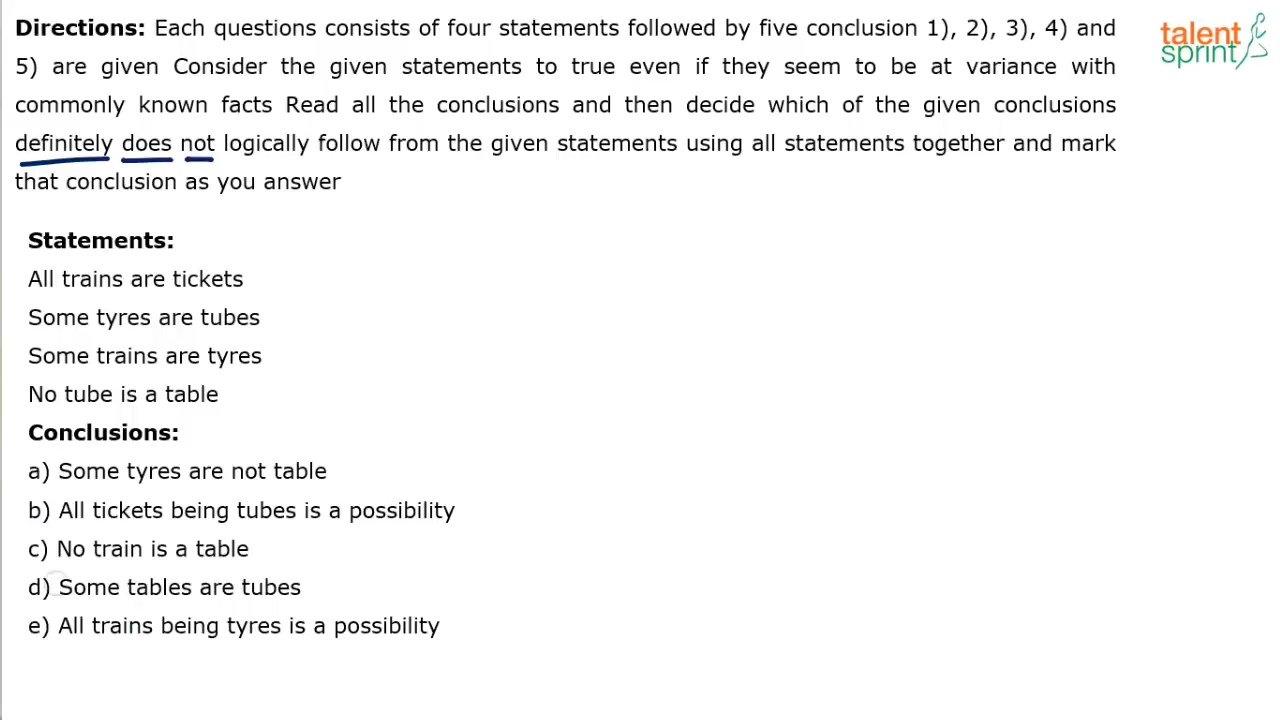 Directions: Each questions consists of four statements followed by five conclusion 1), 2), 3), 4) and
5) are given Consider the given statements to true even if they seem to be at variance with
commonly known facts Read all the conclusions and then decide which of the given conclusions
definitely does not logically follow from the given statements using all statements together and mark
that conclusion as you answer
talent
sprint
Statements:
All trains are tickets
Some tyres are tubes
Some trains are tyres
No tube is a table
Conclusions:
a) Some tyres are not table
b) All tickets being tubes is a possibility
c) No train is a table
d) Some tables are tubes
e) All trains being tyres is a possibility